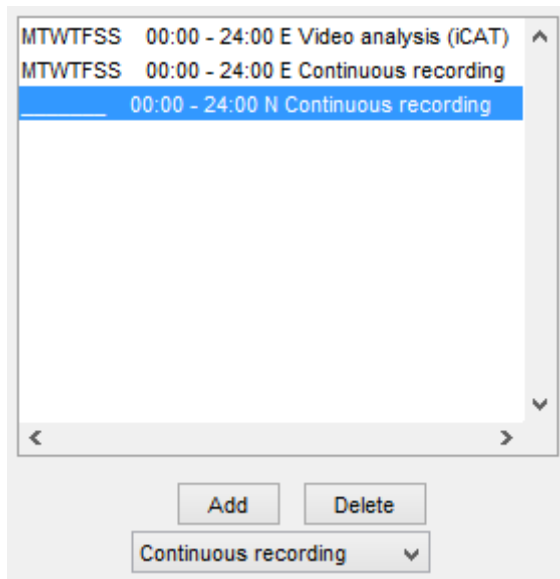 MTWTFSS 00:00 - 24:00 E Video analysis (iCAT)
MTWTFSS 00:00 - 24:00 E Continuous recording
_______ 00:00 - 24:00 N Continuous recording
Add Delete
Continuous recording